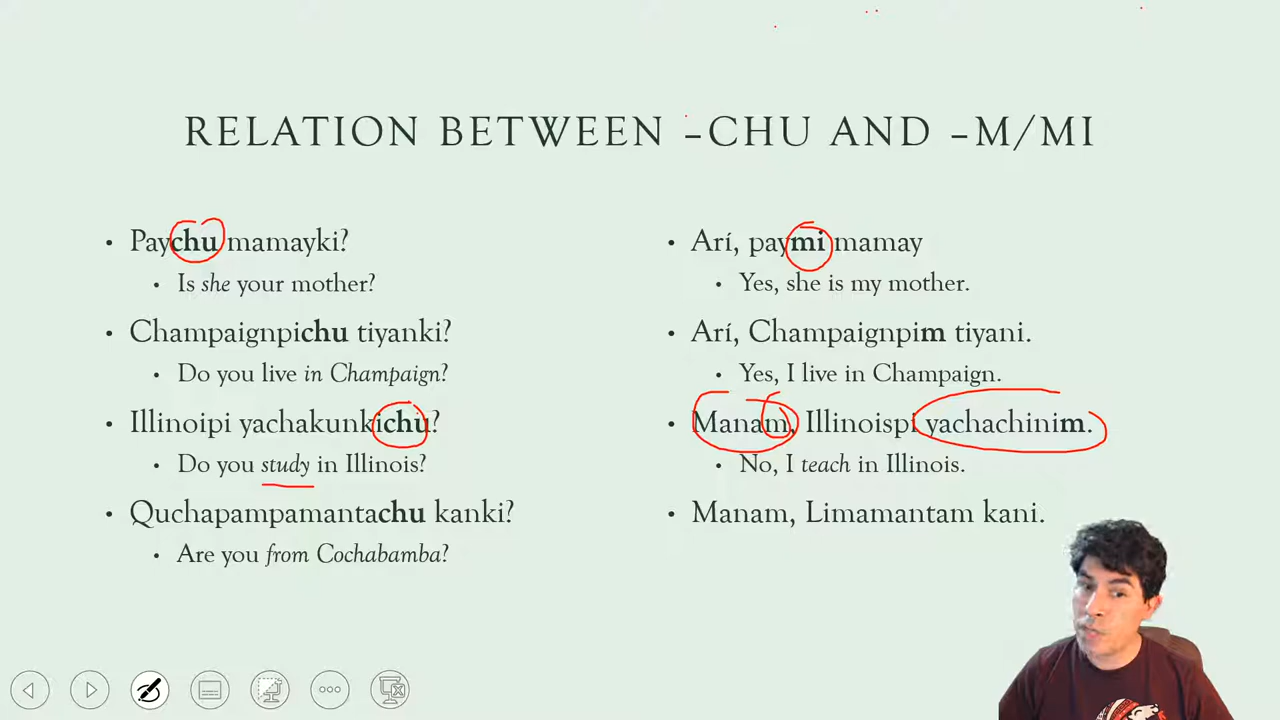 RELATION BETWEEN –CHU AND –M/MI
• Paychu mamayki?
• Is she your mother?
• Champaignpichu tiyanki?
• Do you live in Champaign?
• Illinoipi yachakunkichu?
• Do you study in Illinois?
• Quchapampamantachu kanki?
• Are you from Cochabamba?
• Arí, paymi mamay
• Yes, she is my mother.
• Arí, Champaignpim tiyani.
• Yes, I live in Champaign.
• Manam, Illinoispi yachachinim.
• No, I teach in Illinois.
• Manam, Limamantam kani.